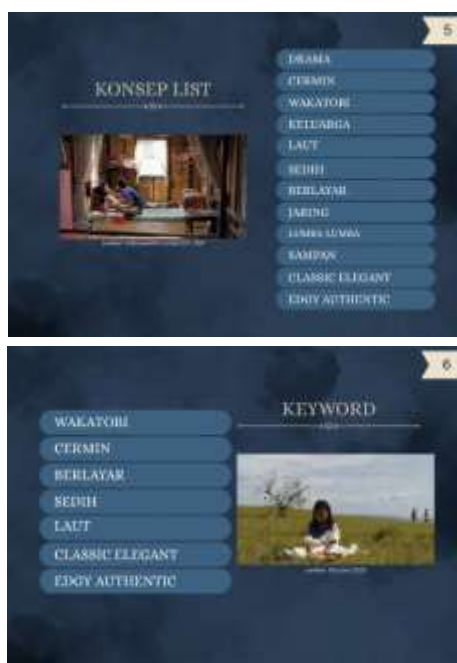 5
KONSEP LIST
DRAMA
CERMIN
WAKATOBI
KELUARGA
LAUT
SEDIH
BERLAYAR
JARING
LUMBA LUMBA
SAMPAN
CLASSIC ELEGANT
EDGY AUTHENTIC
6
KEYWORD
WAKATOBI
CERMIN
BERLAYAR
SEDIH
LAUT
CLASSIC ELEGANT
EDGY AUTHENTIC